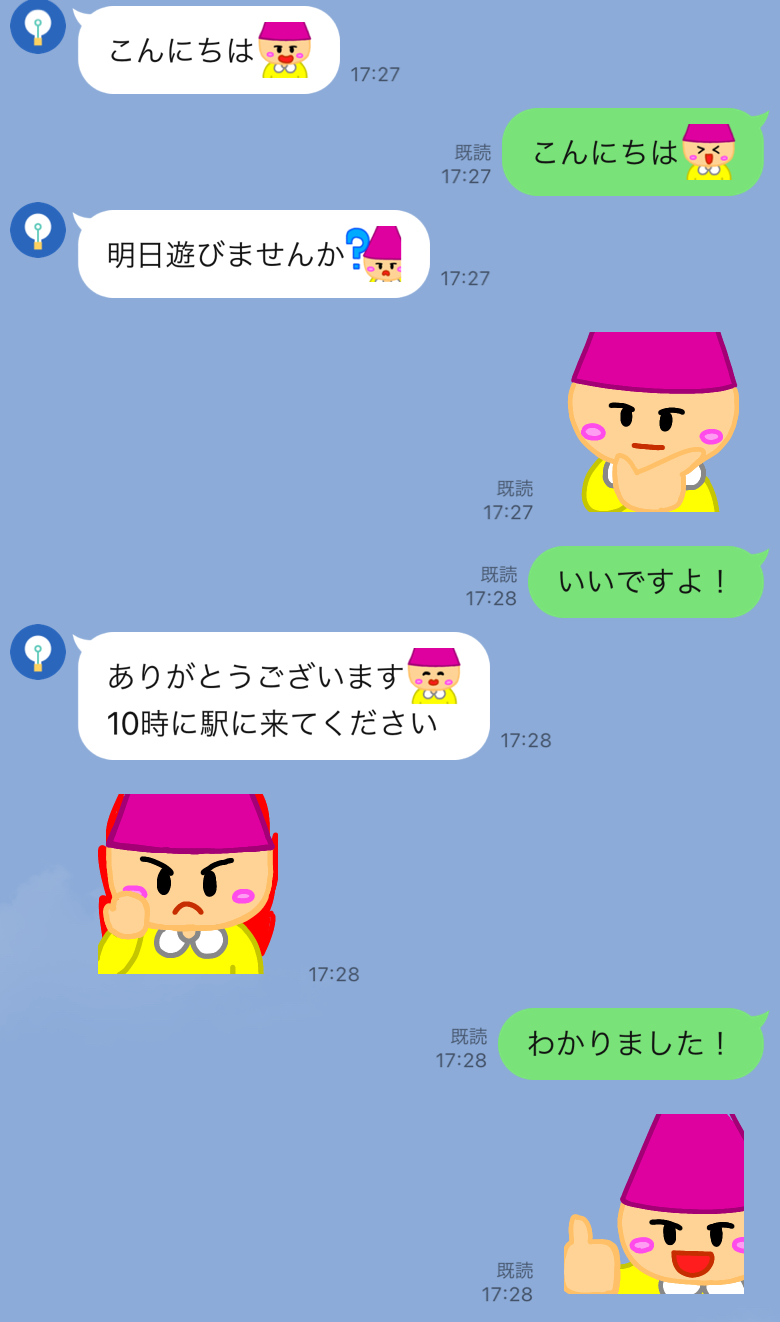 こんにちは
17:27
こんにちは
既読
17:27
明日遊びませんか?
17:27
既読
17:27
いいですよ！
既読
17:28
ありがとうございます
10時に駅に来てください
17:28
17:28
わかりました！
既読
17:28
既読
17:28